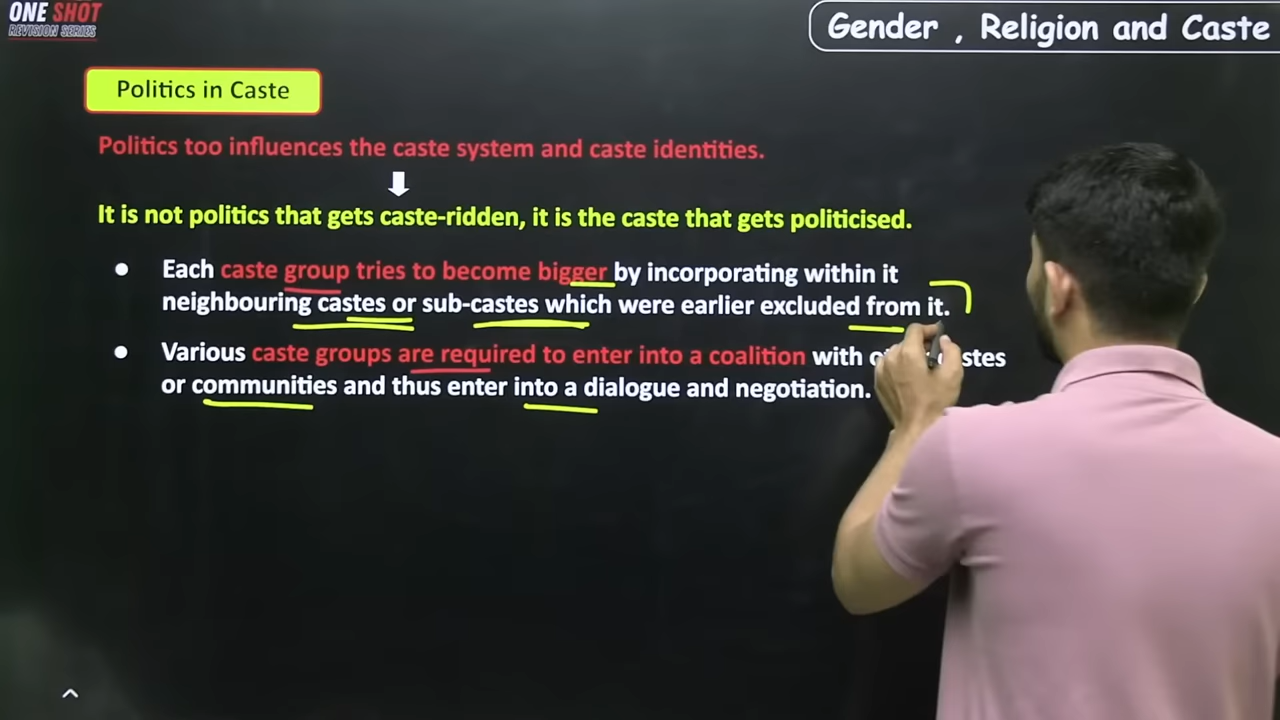 ONE SHOT
REVISION SERIES
Gender , Religion and Caste
Politics in Caste
Politics too influences the caste system and caste identities.
It is not politics that gets caste-ridden, it is the caste that gets politicised.
● Each caste group tries to become bigger by incorporating within it
neighbouring castes or sub-castes which were earlier excluded from it.
● Various caste groups are required to enter into a coalition with
or communities and thus enter into a dialogue and negotiation.